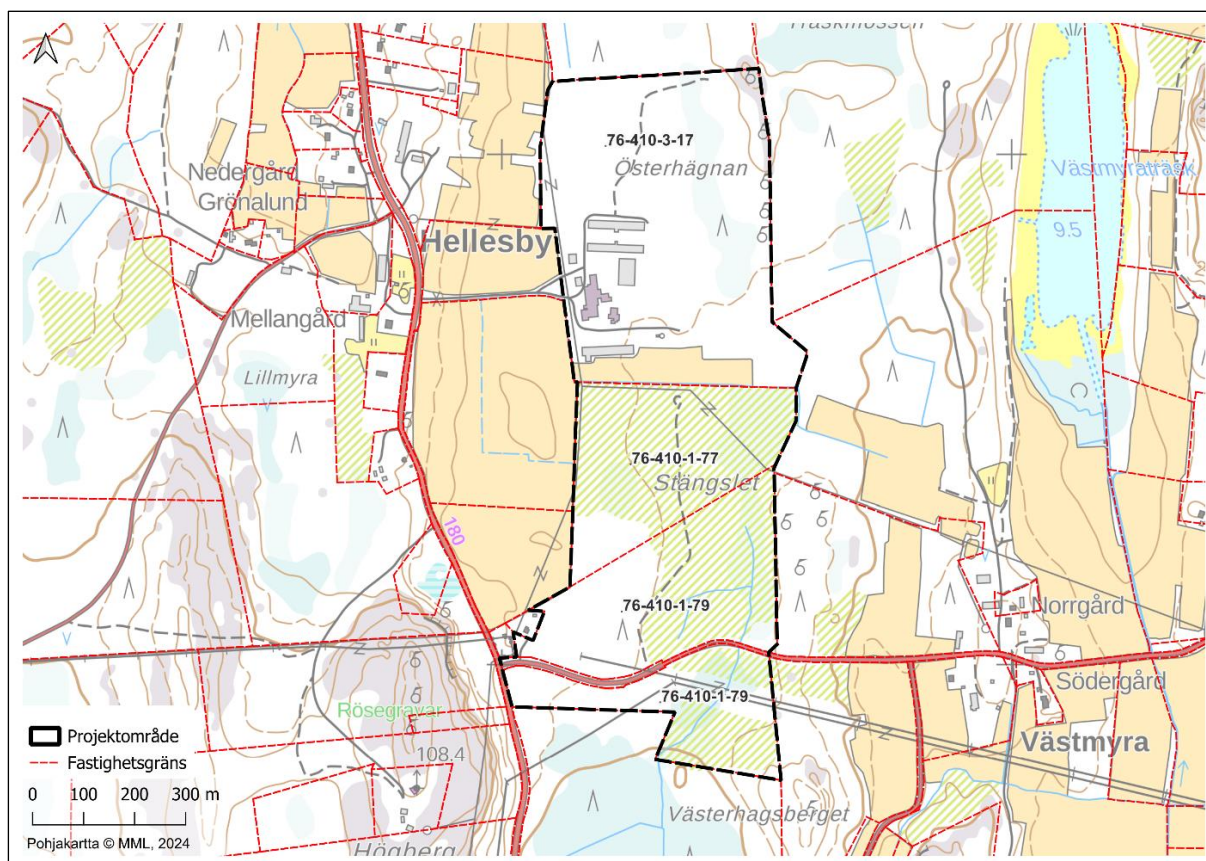 Träskmossen
76-410-3-17
Österhägnan
Nedergård
Grönalund
Västmyraträsk
9.5
Hellesby
Mellangård
Lillmyra
76-410-1-77
Stängslet
180
76-410-1-79
Norrgård
Södergård
76-410-1-79
Rösegravar
Västmyra
108.4
Västerhagsberget
Högberg
Projektområde
Fastighetsgräns
0 100 200 300 m
Pohjakartta © MML, 2024